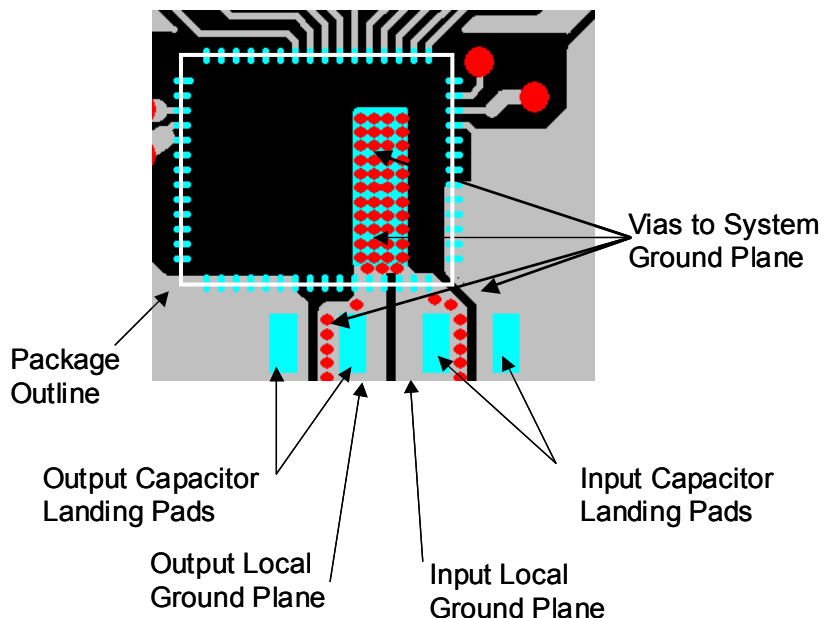 Vias to System
Ground Plane
Package
Outline
Output Capacitor
Landing Pads
Input Capacitor
Landing Pads
Output Local
Ground Plane
Input Local
Ground Plane